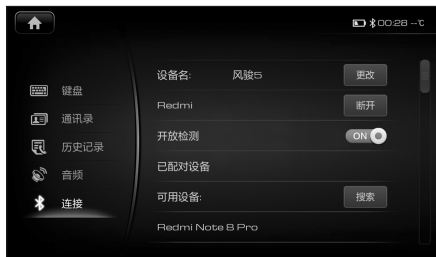 00:28 --℃
设备名: 风骏5 更改
键盘
Redmi 断开
通讯录
开放检测 ON
历史记录
已配对设备
音频
可用设备: 搜索
连接
Redmi Note 8 Pro